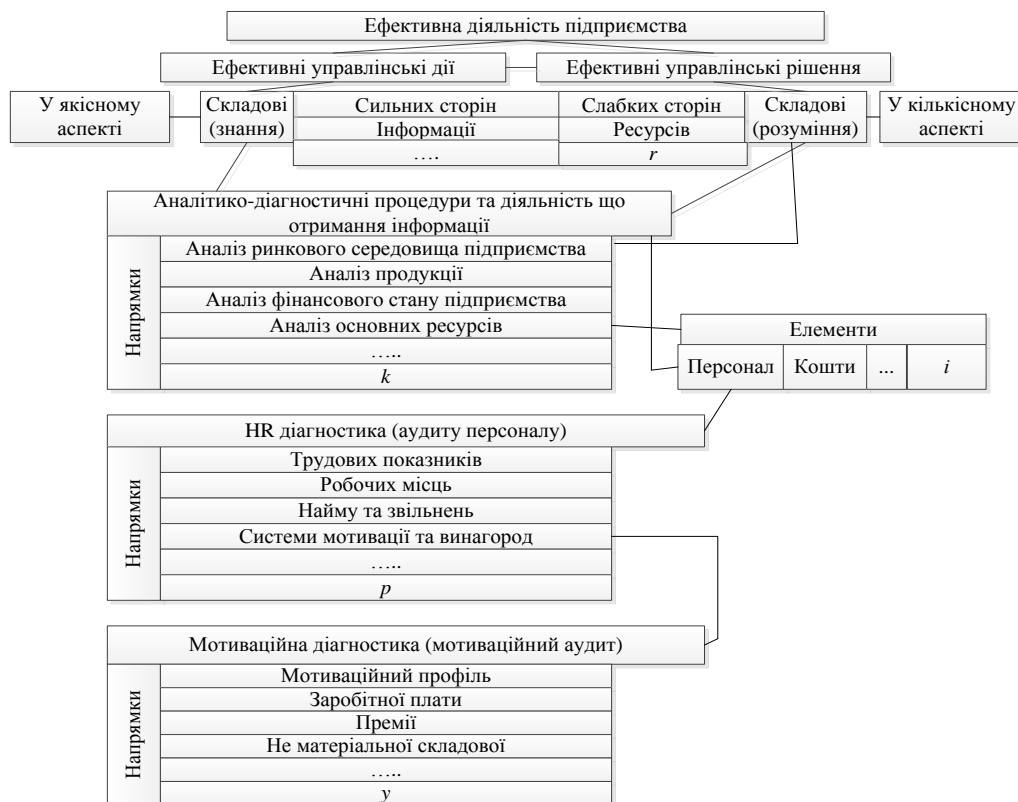 Ефективна діяльність підприємства
Ефективні управлінські дії
Ефективні управлінські рішення
У якісному
аспекті
Складові
(знання)
Сильних сторін
Слабких сторін
Інформації
Ресурсів
….
r
Складові
(розуміння)
У кількісному
аспекті
Аналітико-діагностичні процедури та діяльність що
отримання інформації
Напрямки
Аналіз ринкового середовища підприємства
Аналіз продукції
Аналіз фінансового стану підприємства
Аналіз основних ресурсів
…..
k
Елементи
Персонал
Кошти
...
i
HR діагностика (аудиту персоналу)
Напрямки
Трудових показників
Робочих місць
Найму та звільнень
Системи мотивації та винагород
…..
p
Мотиваційна діагностика (мотиваційний аудит)
Напрямки
Мотиваційний профіль
Заробітної плати
Премії
Не матеріальної складової
…..
y